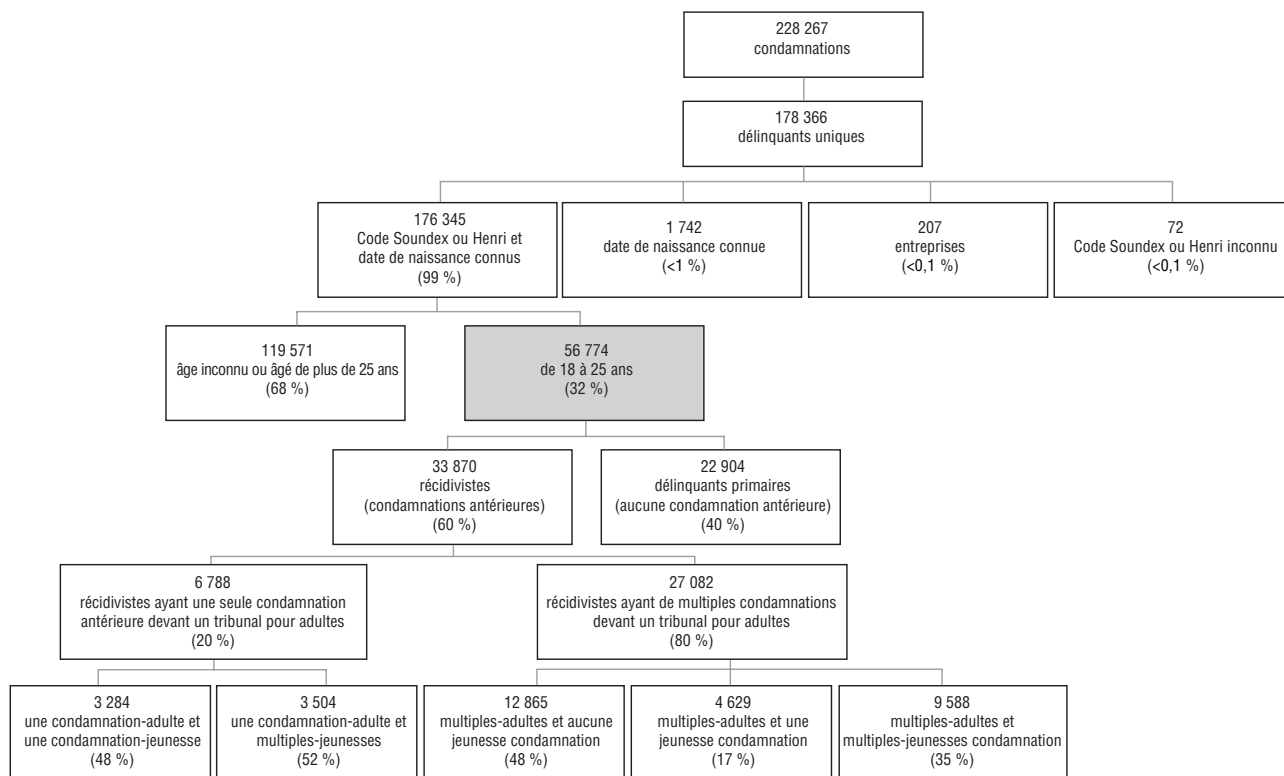 228 267
condamnations
178 366
délinquants uniques
176 345
Code Soundex ou Henri et
date de naissance connus
(99 %)
1 742
date de naissance connue
(<1 %)
207
entreprises
(<0,1 %)
72
Code Soundex ou Henri inconnu
(<0,1 %)
119 571
âge inconnu ou âgé de plus de 25 ans
(68 %)
56 774
de 18 à 25 ans
(32 %)
33 870
récidivistes
(condamnations antérieures)
(60 %)
22 904
délinquants primaires
(aucune condamnation antérieure)
(40 %)
6 788
récidivistes ayant une seule condamnation
antérieure devant un tribunal pour adultes
(20 %)
27 082
récidivistes ayant de multiples condamnations
devant un tribunal pour adultes
(80 %)
3 284
une condamnation-adulte et
une condamnation-jeunesse
(48 %)
3 504
une condamnation-adulte et
multiples-jeunesses
(52 %)
12 865
multiples-adultes et aucune
jeunesse condamnation
(48 %)
4 629
multiples-adultes et une
jeunesse condamnation
(17 %)
9 588
multiples-adultes et
multiples-jeunesses condamnation
(35 %)